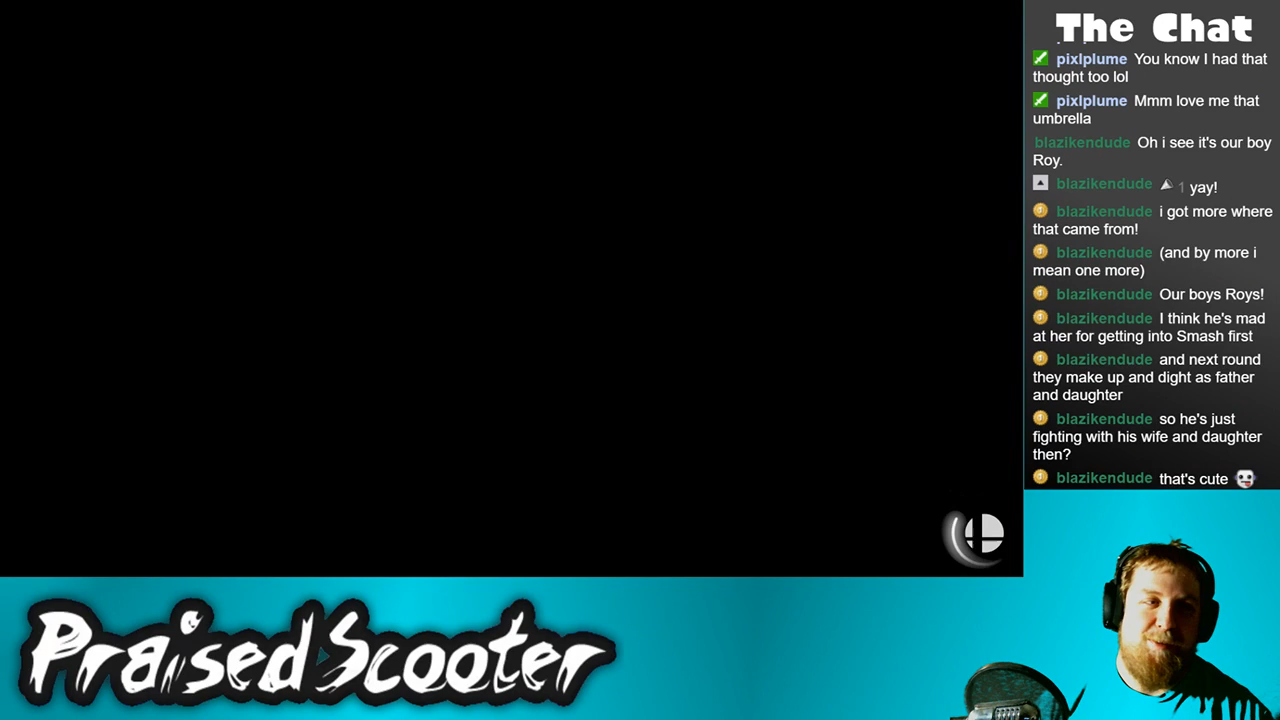 The Chat
pixlplume You know I had that
thought too lol
pixlplume Mmm love me that
umbrella
blazikendude Oh i see it's our boy
Roy.
blazikendude 1 yay!
blazikendude i got more where
that came from!
blazikendude (and by more i
mean one more)
blazikendude Our boys Roys!
blazikendude I think he's mad
at her for getting into Smash first
blazikendude and next round
they make up and dight as father
and daughter
blazikendude so he's just
fighting with his wife and daughter
then?
blazikendude that's cute
PraisedScooter